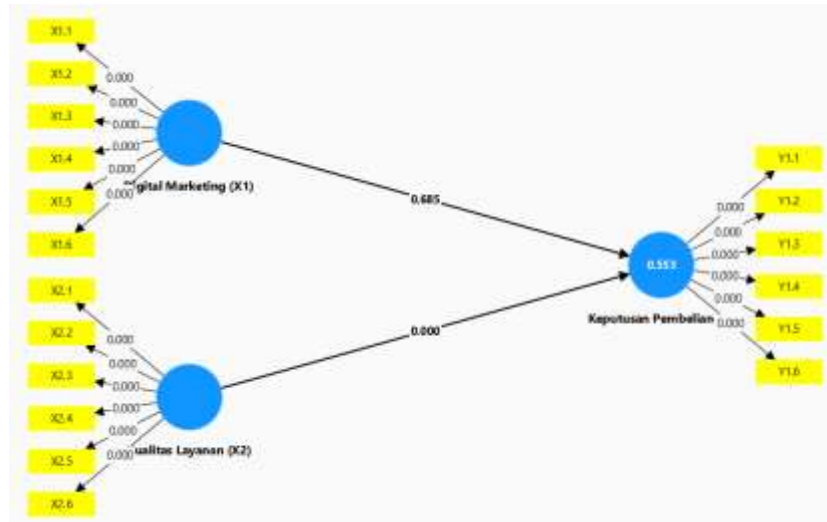 X1.1
0.000
X1.2
0.000
X1.3
0.000
X1.4
0.000
X1.5
0.000
X1.6
0.000
Digital Marketing (X1)
0.685
X2.1
0.000
X2.2
0.000
X2.3
0.000
X2.4
0.000
X2.5
0.000
X2.6
0.000
ualitas Layanan (X2)
0.000
0.553
Keputusan Pembelian
Y1.1
0.000
Y1.2
0.000
Y1.3
0.000
Y1.4
0.000
Y1.5
0.000
Y1.6
0.000